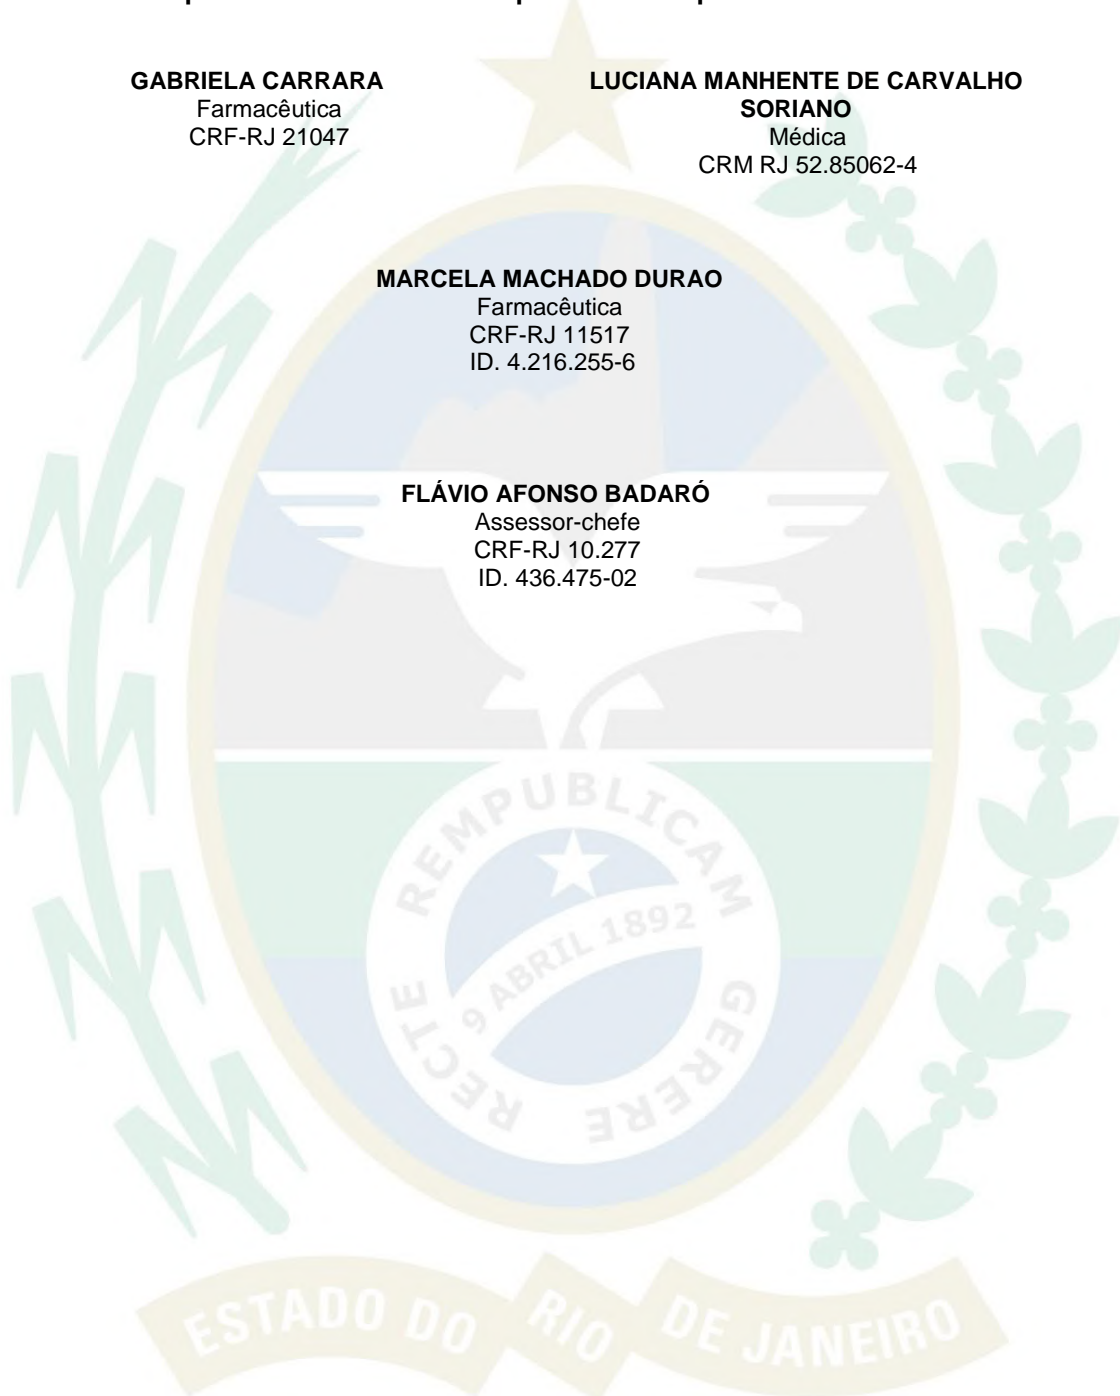 GABRIELA CARRARA
Farmacêutica
CRF-RJ 21047
LUCIANA MANHENTE DE CARVALHO
SORIANO
Médica
CRM RJ 52.85062-4
MARCELA MACHADO DURAO
Farmacêutica
CRF-RJ 11517
ID. 4.216.255-6
FLÁVIO AFONSO BADARÓ
Assessor-chefe
CRF-RJ 10.277
ID. 436.475-02
RECTE REMPUBLICAM GERERE
9 ABRIL 1892
ESTADO DO RIO DE JANEIRO